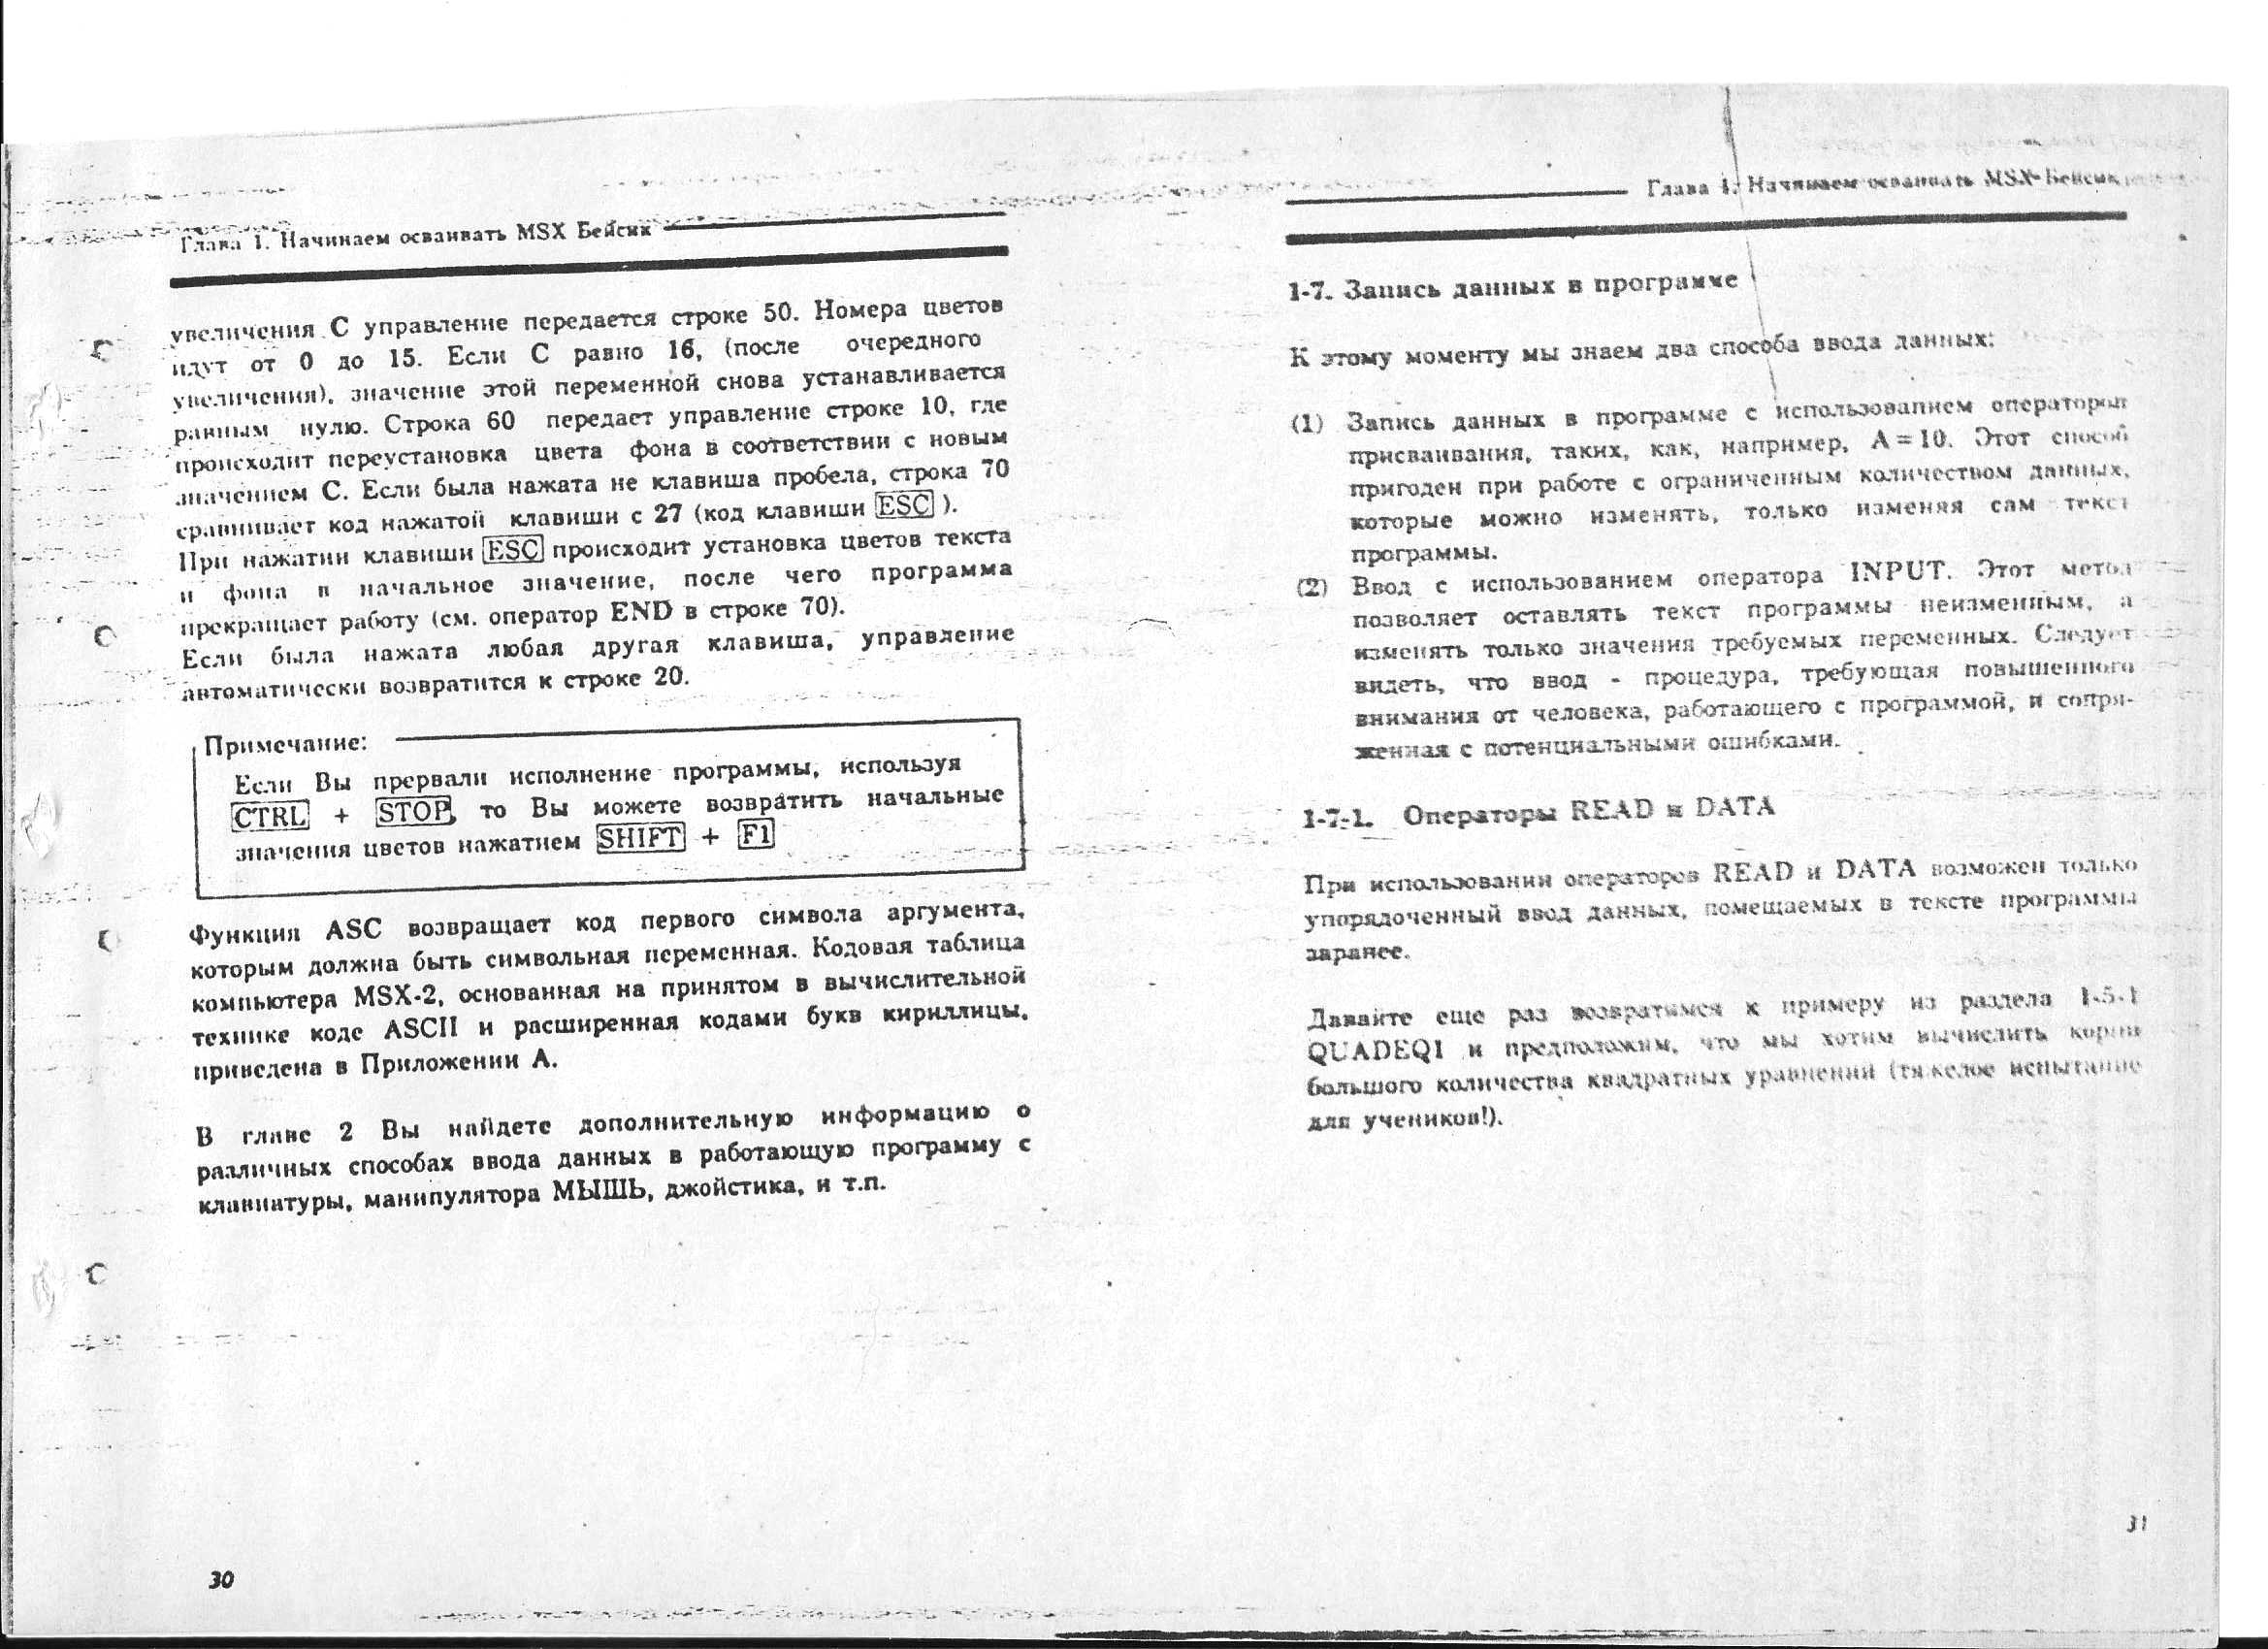 Глава 1. Начинаем осваивать MSX Бейсик
увеличения C управление передается строке 50. Номера цветов
идут от 0 до 15. Если C равно 16, (после очередного
увеличения), значение этой переменной снова устанавливается
равным нулю. Строка 60 передает управление строке 10, где
происходит переустановка цвета фона в соответствии с новым
значением C. Если была нажата не клавиша пробела, строка 70
сравнивает код нажатой клавиши с 27 (код клавиши ESC ).
При нажатии клавиши ESC происходит установка цветов текста
и фона в начальное значение, после чего программа
прекращает работу (см. оператор END в строке 70).
Если была нажата любая другая клавиша, управление
автоматически возвратится к строке 20.
Примечание:
Если Вы прервали исполнение программы, используя
CTRL + STOP, то Вы можете возвратить начальные
значения цветов нажатием SHIFT + F1
Функция ASC возвращает код первого символа аргумента,
которым должна быть символьная переменная. Кодовая таблица
компьютера MSX-2, основанная на принятом в вычислительной
технике коде ASCII и расширенная кодами букв кириллицы,
приведена в Приложении А.
В главе 2 Вы найдете дополнительную информацию о
различных способах ввода данных в работающую программу с
клавиатуры, манипулятора МЫШЬ, джойстика, и т.п.
30
Глава 1. Начинаем осваивать MSX-Бейсик
1-7. Запись данных в программе
К этому моменту мы знаем два способа ввода данных:
(1) Запись данных в программе с использованием операторов
присваивания, таких, как, например, A = 10. Этот способ
пригоден при работе с ограниченным количеством данных,
которые можно изменять, только изменяя сам текст
программы.
(2) Ввод с использованием оператора INPUT. Этот метод
позволяет оставлять текст программы неизменным, а
изменять только значения требуемых переменных. Следует
видеть, что ввод - процедура, требующая повышенного
внимания от человека, работающего с программой, и сопря-
женная с потенциальными ошибками.
1-7-1. Операторы READ и DATA
При использовании операторов READ и DATA возможен только
упорядоченный ввод данных, помещаемых в тексте программы
заранее.
Давайте еще раз возвратимся к примеру из раздела 1-5-1
QUADEQ1 и предположим, что мы хотим вычислить корни
большого количества квадратных уравнений (тяжелое испытание
для учеников!).
31